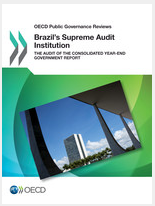 OECD Public Governance Reviews
Brazil's Supreme Audit
Institution
THE AUDIT OF THE CONSOLIDATED YEAR-END
GOVERNMENT REPORT
OECD